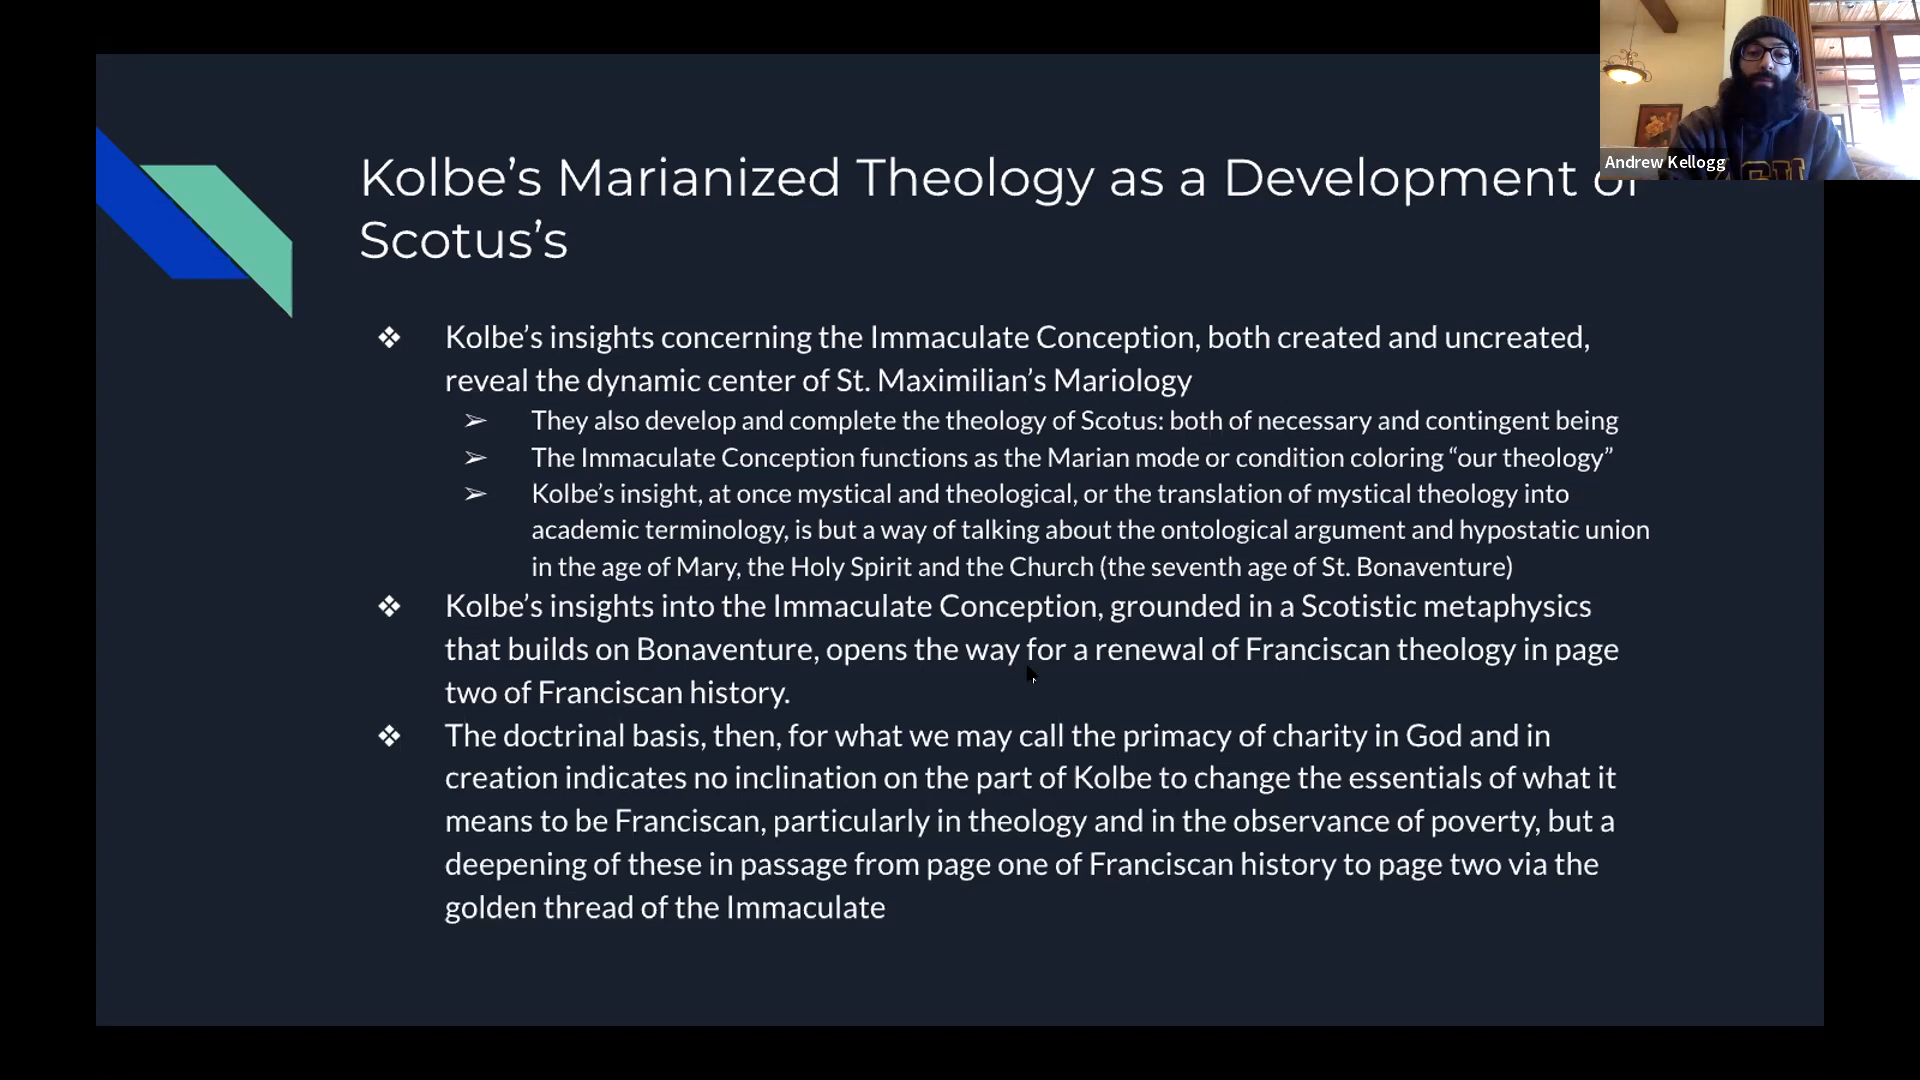 Kolbe’s Marianized Theology as a Development of
Scotus’s
❖ Kolbe’s insights concerning the Immaculate Conception, both created and uncreated,
reveal the dynamic center of St. Maximilian’s Mariology
➢ They also develop and complete the theology of Scotus: both of necessary and contingent being
➢ The Immaculate Conception functions as the Marian mode or condition coloring “our theology”
➢ Kolbe’s insight, at once mystical and theological, or the translation of mystical theology into
academic terminology, is but a way of talking about the ontological argument and hypostatic union
in the age of Mary, the Holy Spirit and the Church (the seventh age of St. Bonaventure)
❖ Kolbe’s insights into the Immaculate Conception, grounded in a Scotistic metaphysics
that builds on Bonaventure, opens the way for a renewal of Franciscan theology in page
two of Franciscan history.
❖ The doctrinal basis, then, for what we may call the primacy of charity in God and in
creation indicates no inclination on the part of Kolbe to change the essentials of what it
means to be Franciscan, particularly in theology and in the observance of poverty, but a
deepening of these in passage from page one of Franciscan history to page two via the
golden thread of the Immaculate
Andrew Kellogg